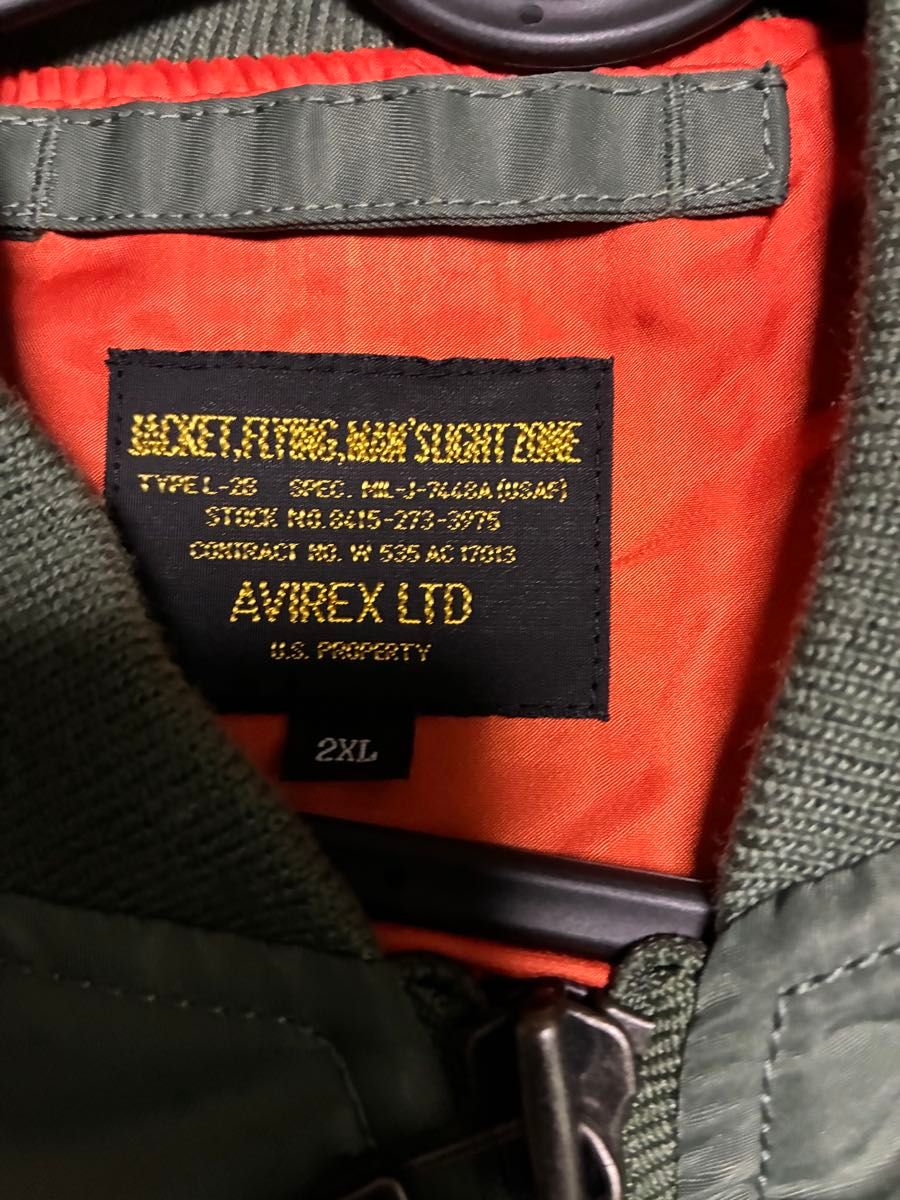 JACKET,FLYING,MAN'SLIGHT ZONE
TYPE L-2B SPEC. MIL-J-7448A (USAF)
STOCK NO. 8415-273-3975
CONTRACT NO. W 535 AC 17013
AVIREX LTD
U.S. PROPERTY
2XL